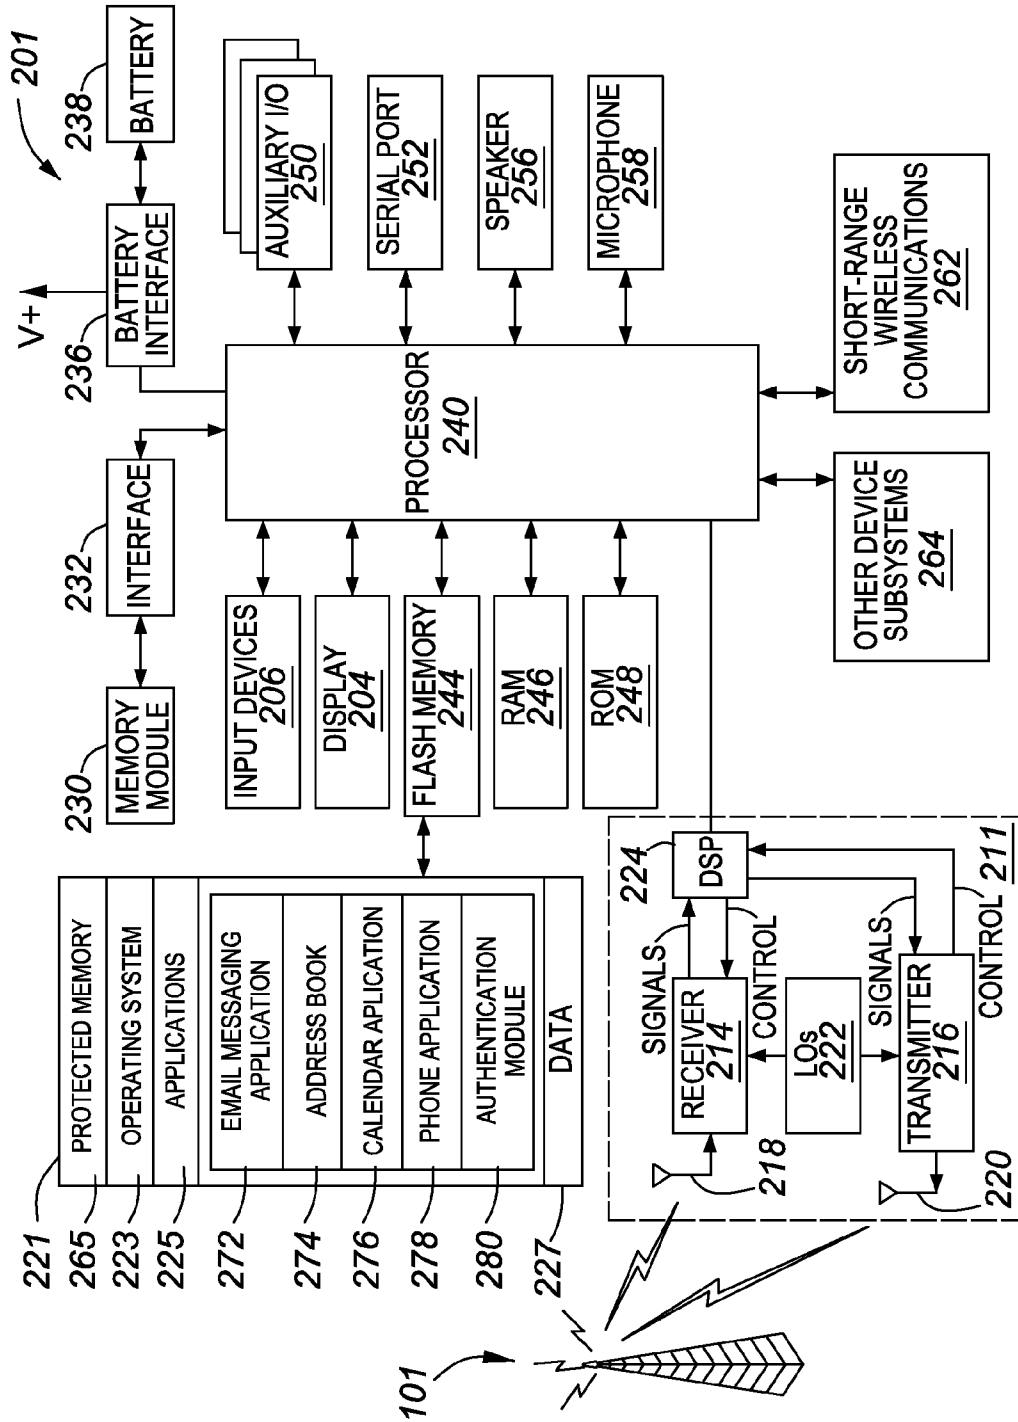 201
V+
238
BATTERY
236
BATTERY
INTERFACE
232
INTERFACE
230
MEMORY
MODULE
AUXILIARY I/O
250
SERIAL PORT
252
SPEAKER
256
MICROPHONE
258
PROCESSOR
240
INPUT DEVICES
206
DISPLAY
204
FLASH MEMORY
244
RAM
246
ROM
248
SHORT-RANGE
WIRELESS
COMMUNICATIONS
262
OTHER DEVICE
SUBSYSTEMS
264
221
265
PROTECTED MEMORY
223
OPERATING SYSTEM
225
APPLICATIONS
272
EMAIL MESSAGING
APPLICATION
274
ADDRESS BOOK
276
CALENDAR APLICATION
278
PHONE APPLICATION
280
AUTHENTICATION
MODULE
227
DATA
224
DSP
SIGNALS
CONTROL
RECEIVER
214
218
LOs
222
SIGNALS
CONTROL
TRANSMITTER
216
220
211
101